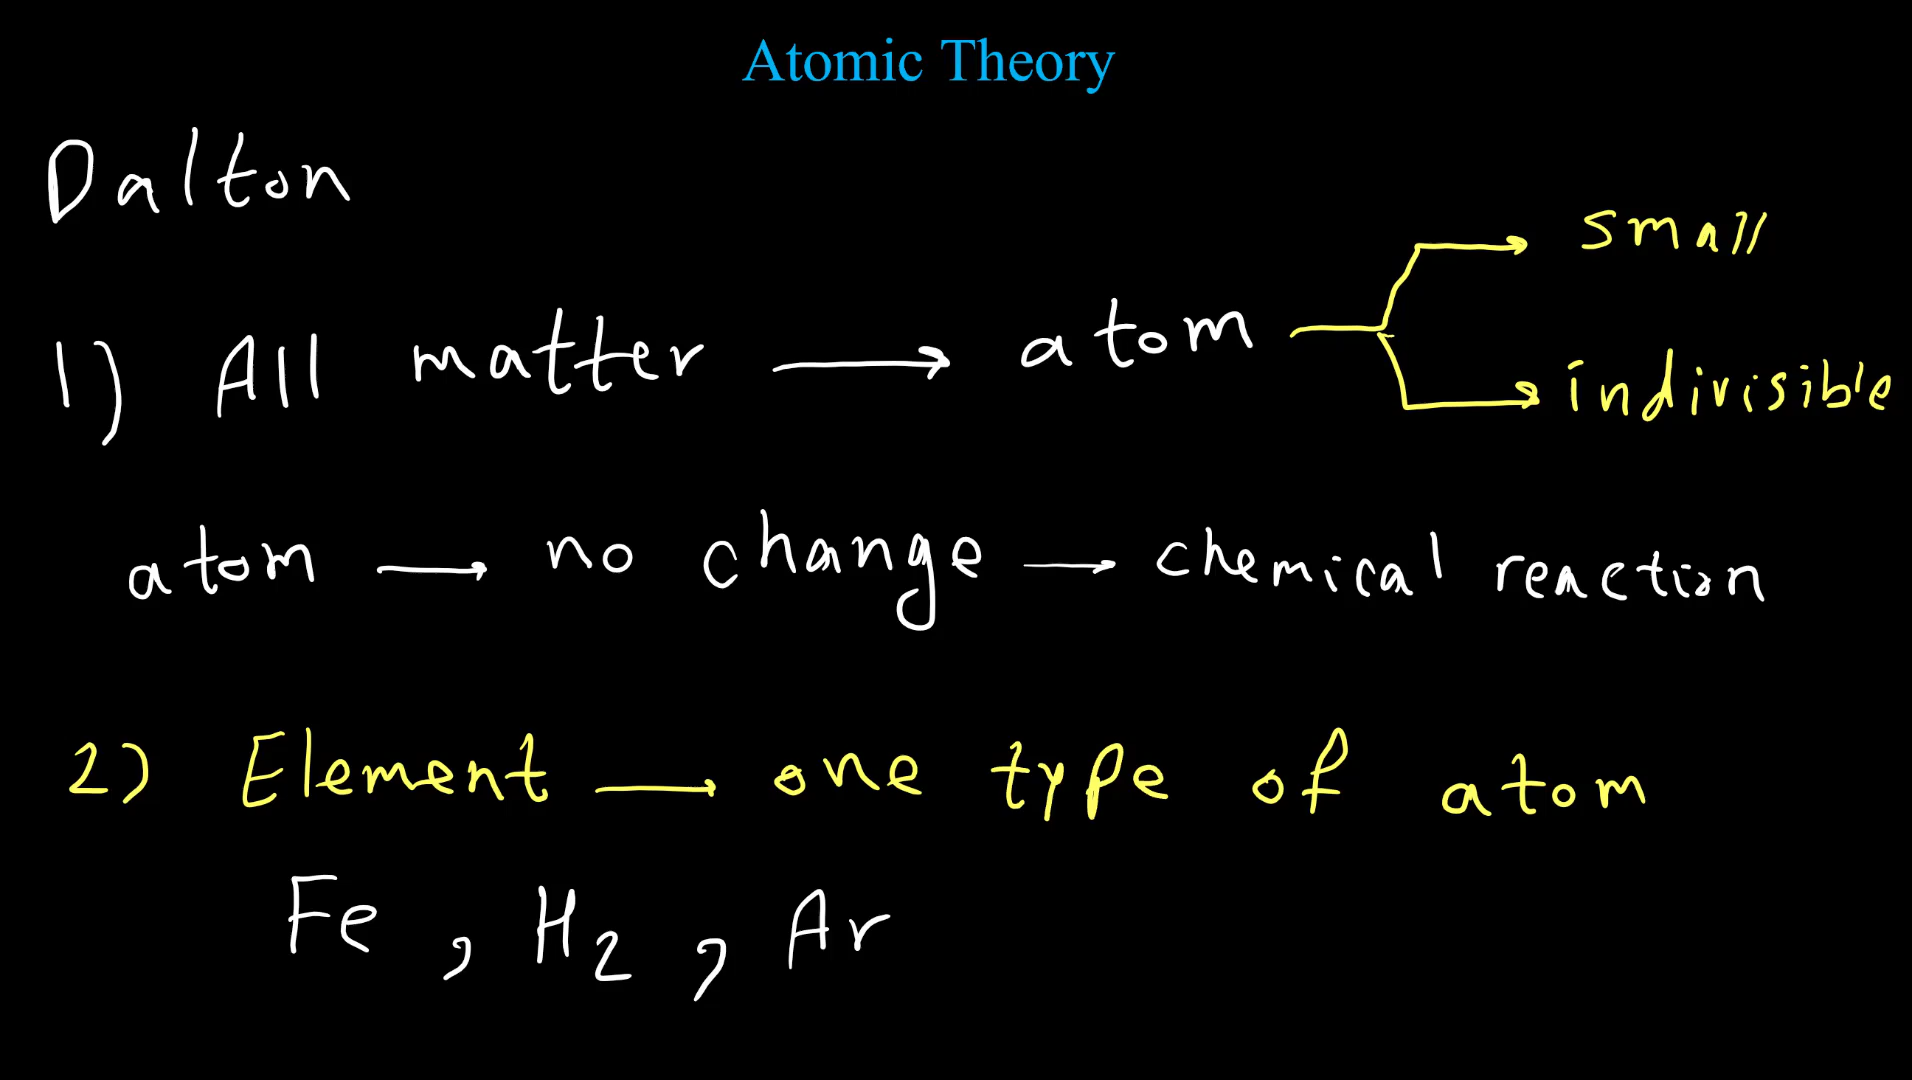 Atomic Theory
Dalton
small
1) All matter → atom
indivisible
atom → no change → chemical reaction
2) Element → one type of atom
Fe, H2, Ar